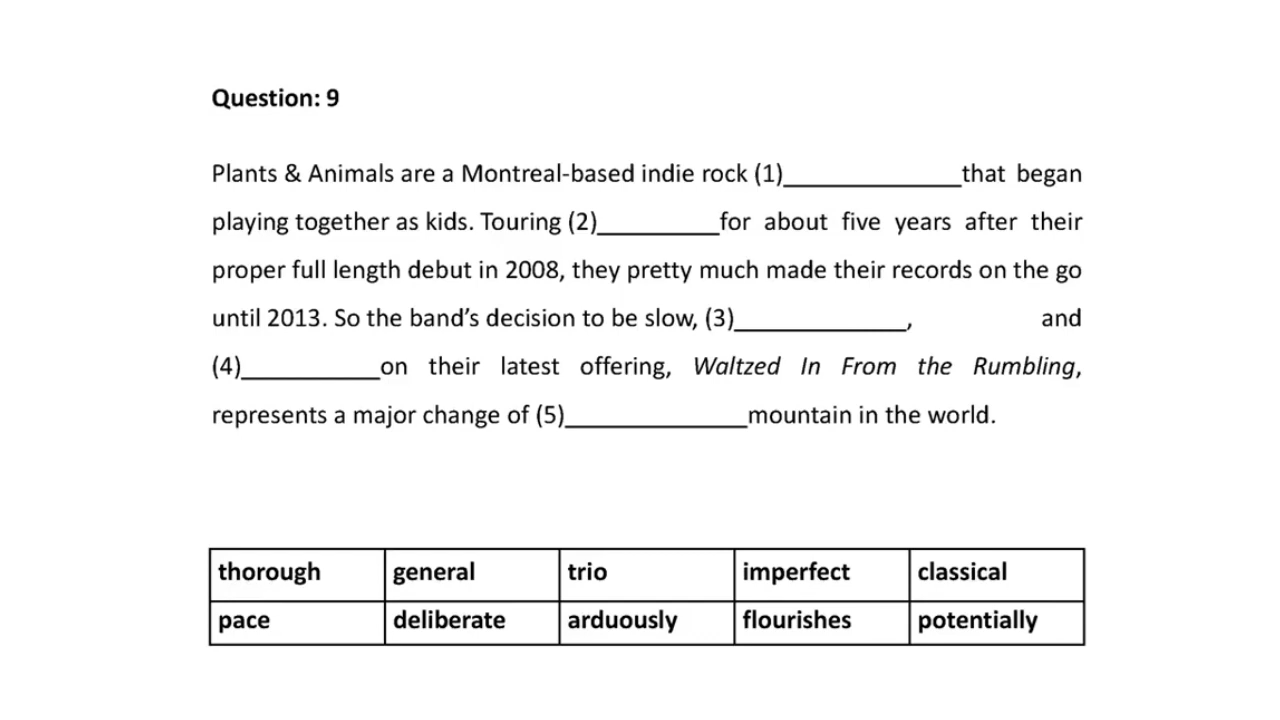 Question: 9
Plants & Animals are a Montreal-based indie rock (1)______________that began
playing together as kids. Touring (2)__________for about five years after their
proper full length debut in 2008, they pretty much made their records on the go
until 2013. So the band’s decision to be slow, (3)______________, and
(4)___________on their latest offering, Waltzed In From the Rumbling,
represents a major change of (5)______________mountain in the world.
thorough general trio imperfect classical
pace deliberate arduously flourishes potentially